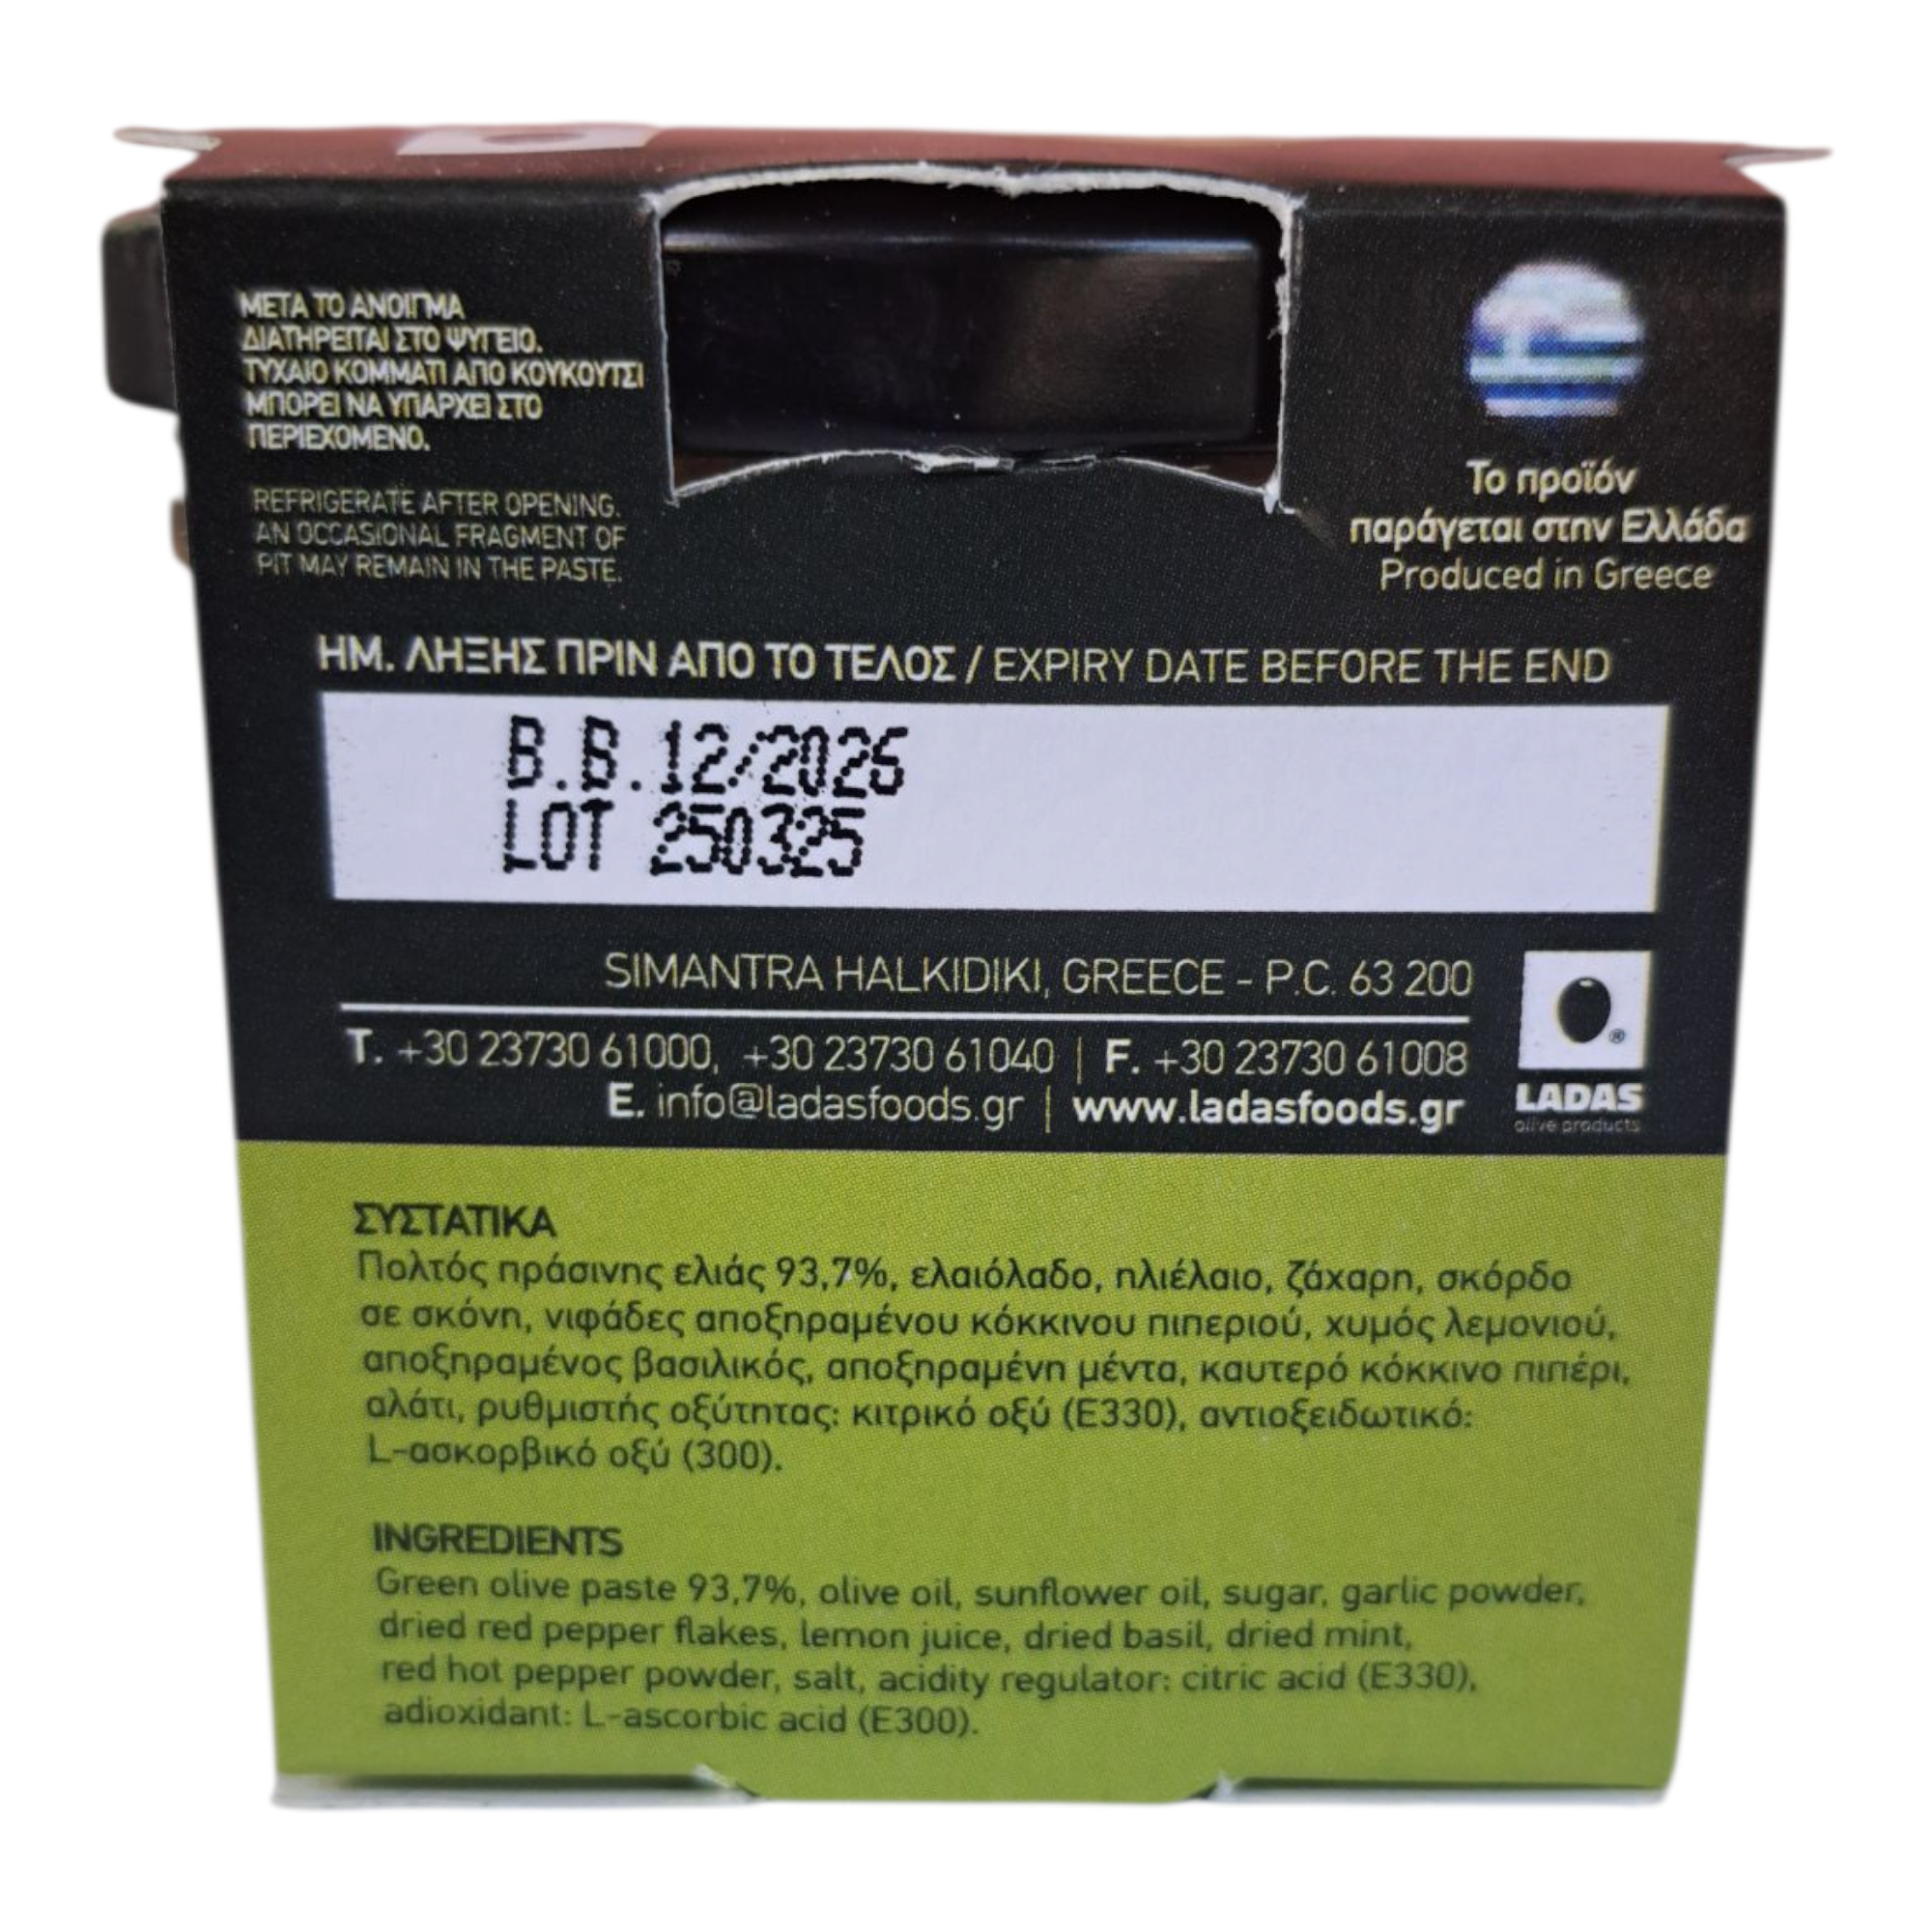 ΜΕΤΑ ΤΟ ΑΝΟΙΓΜΑ
ΔΙΑΤΗΡΕΙΤΑΙ ΣΤΟ ΨΥΓΕΙΟ.
ΤΥΧΑΙΟ ΚΟΜΜΑΤΙ ΑΠΟ ΚΟΥΚΟΥΤΣΙ
ΜΠΟΡΕΙ ΝΑ ΥΠΑΡΧΕΙ ΣΤΟ
ΠΕΡΙΕΧΟΜΕΝΟ.
REFRIGERATE AFTER OPENING.
AN OCCASIONAL FRAGMENT OF
PIT MAY REMAIN IN THE PASTE.
Το προϊόν
παράγεται στην Ελλάδα
Produced in Greece
ΗΜ. ΛΗΞΗΣ ΠΡΙΝ ΑΠΟ ΤΟ ΤΕΛΟΣ / EXPIRY DATE BEFORE THE END
B.B.12/2026
LOT 250325
SIMANTRA HALKIDIKI, GREECE - P.C. 63 200
T. +30 23730 61000, +30 23730 61040 | F. +30 23730 61008
E. info@ladasfoods.gr | www.ladasfoods.gr
®
LADAS
olive products
ΣΥΣΤΑΤΙΚΑ
Πολτός πράσινης ελιάς 93,7%, ελαιόλαδο, ηλιέλαιο, ζάχαρη, σκόρδο
σε σκόνη, νιφάδες αποξηραμένου κόκκινου πιπεριού, χυμός λεμονιού,
αποξηραμένος βασιλικός, αποξηραμένη μέντα, καυτερό κόκκινο πιπέρι,
αλάτι, ρυθμιστής οξύτητας: κιτρικό οξύ (Ε330), αντιοξειδωτικό:
L-ασκορβικό οξύ (300).
INGREDIENTS
Green olive paste 93,7%, olive oil, sunflower oil, sugar, garlic powder,
dried red pepper flakes, lemon juice, dried basil, dried mint,
red hot pepper powder, salt, acidity regulator: citric acid (E330),
adioxidant: L-ascorbic acid (E300).